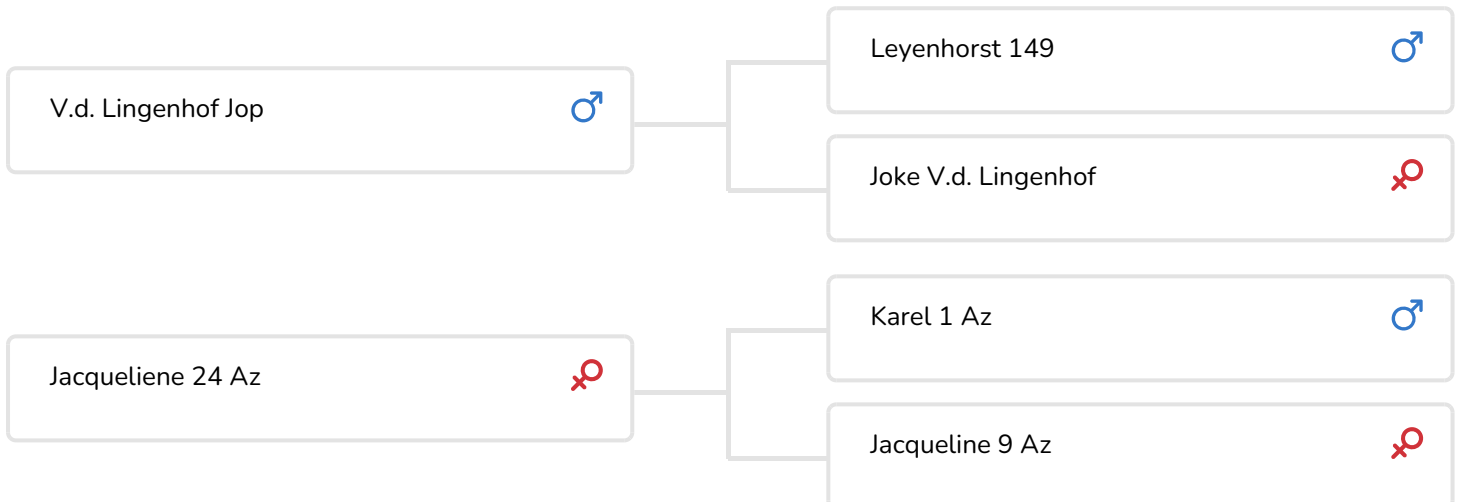 Leyenhorst 149
V.d. Lingenhof Jop
Joke V.d. Lingenhof
Karel 1 Az
Jacqueliene 24 Az
Jacqueline 9 Az